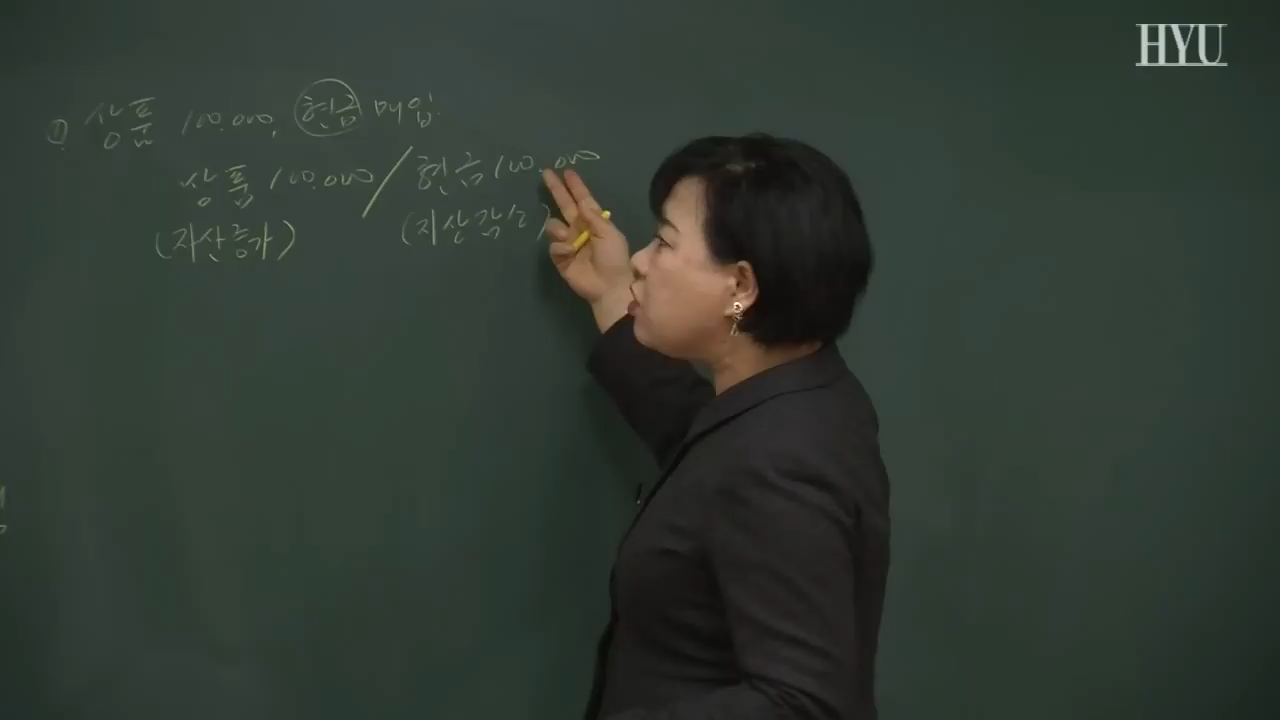 HYU
① 상품 100,000, 현금 매입.
상품 100,000 / 현금 100,000
(자산증가) (자산감소)